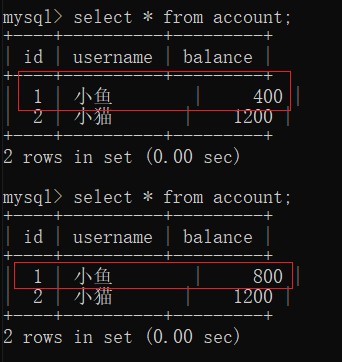 mysql> select * from account;
+----+----------+---------+
| id | username | balance |
+----+----------+---------+
| 1 | 小鱼 | 400 |
| 2 | 小猫 | 1200 |
+----+----------+---------+
2 rows in set (0.00 sec)
mysql> select * from account;
+----+----------+---------+
| id | username | balance |
+----+----------+---------+
| 1 | 小鱼 | 800 |
| 2 | 小猫 | 1200 |
+----+----------+---------+
2 rows in set (0.00 sec)